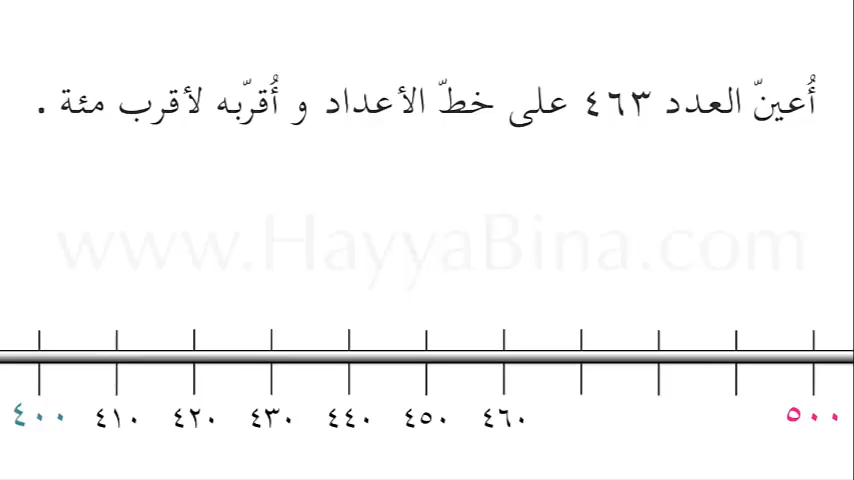 أُعينّ العدد ٤٦٣ على خطّ الأعداد و أُقرّبه لأقرب مئة .
www.HayyaBina.com
٤٠٠ ٤١٠ ٤٢٠ ٤٣٠ ٤٤٠ ٤٥٠ ٤٦٠ ٥٠٠